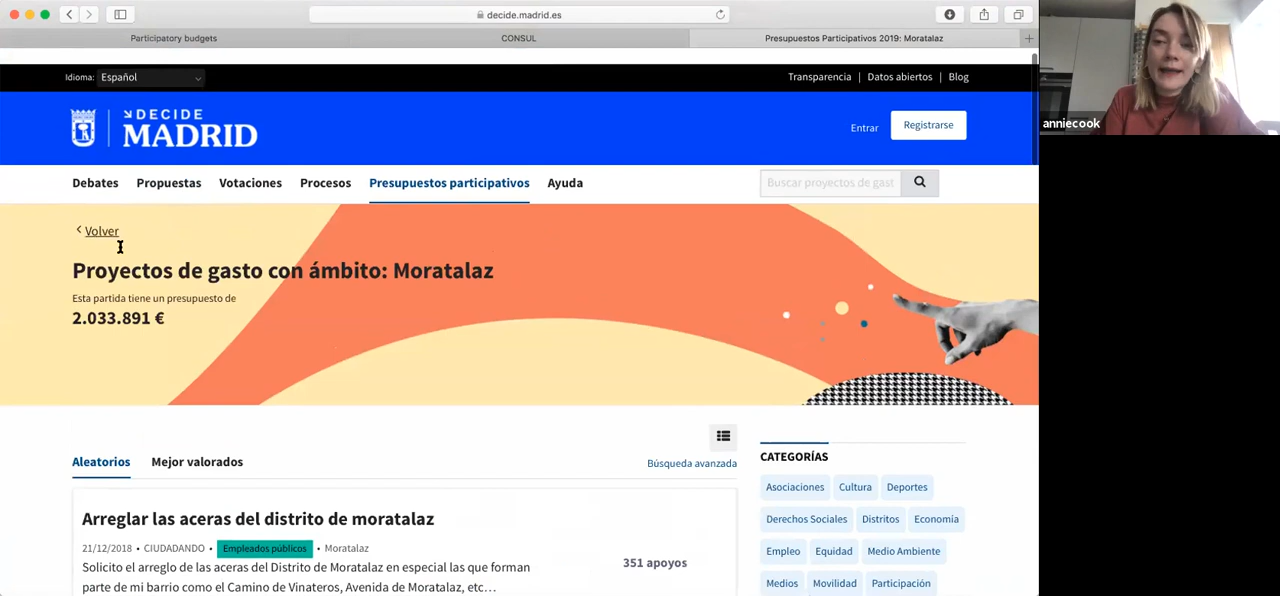 decide.madrid.es
Participatory budgets
CONSUL
Presupuestos Participativos 2019: Moratalaz
anniecook
Idioma: Español
Transparencia | Datos abiertos | Blog
DECIDE
MADRID
Entrar
Registrarse
Debates Propuestas Votaciones Procesos Presupuestos participativos Ayuda
Buscar proyectos de gast
Volver
Proyectos de gasto con ámbito: Moratalaz
Esta partida tiene un presupuesto de
2.033.891 €
Aleatorios Mejor valorados
Búsqueda avanzada
Arreglar las aceras del distrito de moratalaz
21/12/2018 • CIUDADANDO • Empleados públicos • Moratalaz
Solicito el arreglo de las aceras del Distrito de Moratalaz en especial las que forman
parte de mi barrio como el Camino de Vinateros, Avenida de Moratalaz, etc…
351 apoyos
CATEGORÍAS
Asociaciones Cultura Deportes
Derechos Sociales Distritos Economía
Empleo Equidad Medio Ambiente
Medios Movilidad Participación